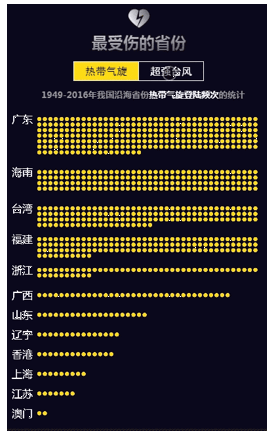 最受伤的省份
热带气旋 超强台风
1949-2016年我国沿海省份热带气旋登陆频次的统计
广东
海南
台湾
福建
浙江
广西
山东
辽宁
香港
上海
江苏
澳门